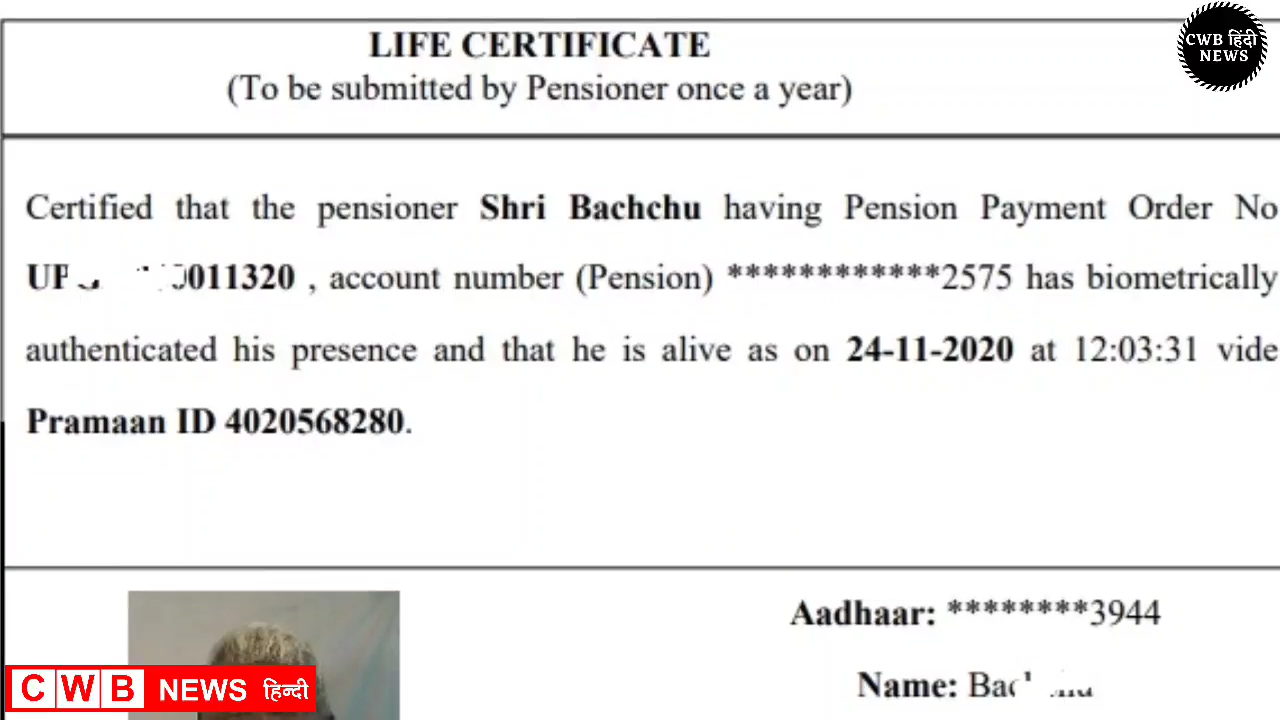 LIFE CERTIFICATE
(To be submitted by Pensioner once a year)
CWB हिंदी
NEWS
Certified that the pensioner Shri Bachchu having Pension Payment Order No
011320 , account number (Pension) ************2575 has biometrically
authenticated his presence and that he is alive as on 24-11-2020 at 12:03:31 vide
Pramaan ID 4020568280.
Aadhaar: ********3944
Name:
CWB NEWS हिन्दी